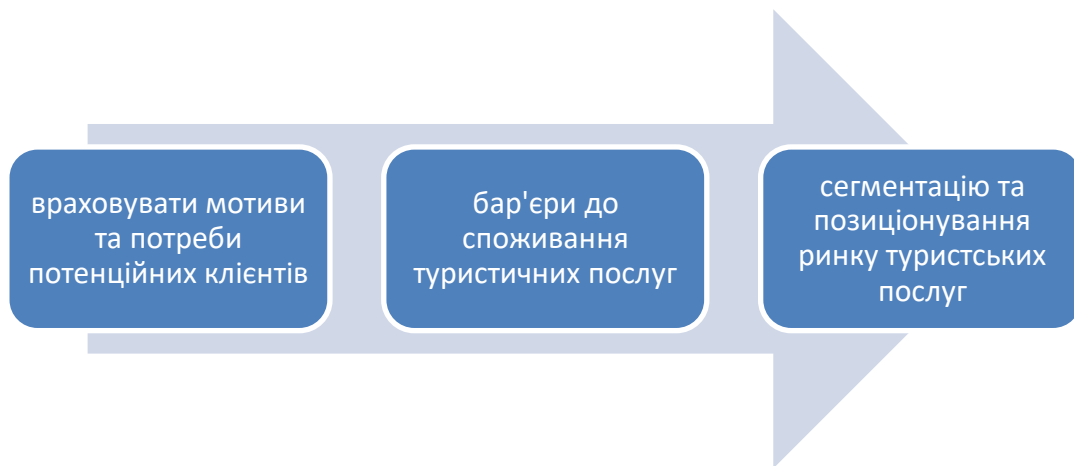 враховувати мотиви
та потреби
потенційних клієнтів
бар'єри до
споживання
туристичних послуг
сегментацію та
позиціонування
ринку туристських
послуг